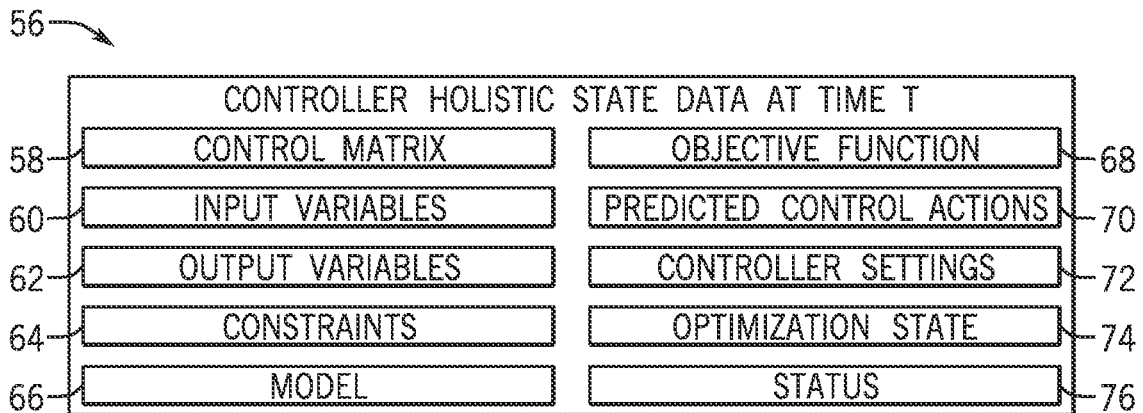 56
CONTROLLER HOLISTIC STATE DATA AT TIME T
58 CONTROL MATRIX OBJECTIVE FUNCTION 68
60 INPUT VARIABLES PREDICTED CONTROL ACTIONS 70
62 OUTPUT VARIABLES CONTROLLER SETTINGS 72
64 CONSTRAINTS OPTIMIZATION STATE 74
66 MODEL STATUS 76